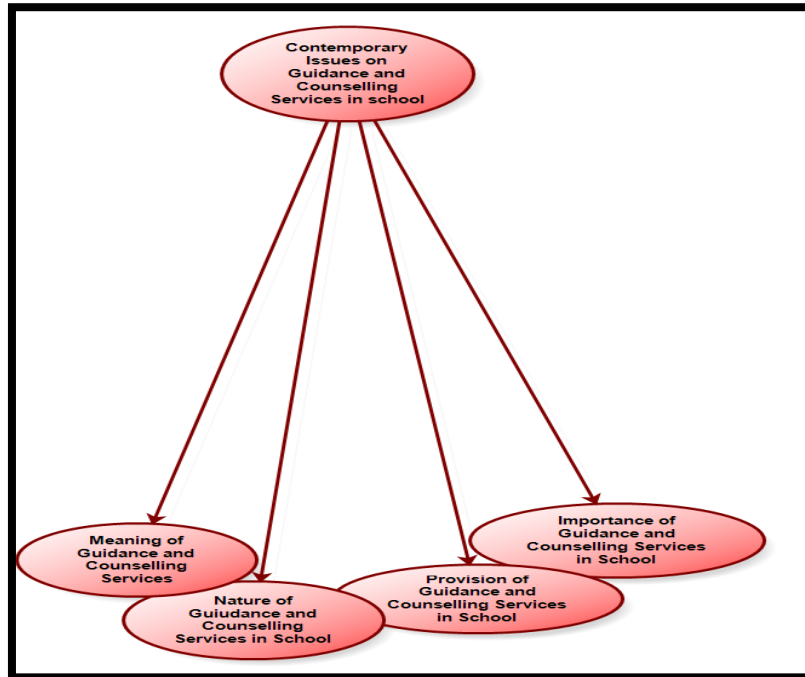 Contemporary
Issues on
Guidance and
Counselling
Services in school
Meaning of
Guidance and
Counselling
Services
Nature of
Guiudance and
Counselling
Services in School
Provision of
Guidance and
Counselling Services
in School
Importance of
Guidance and
Counselling Services
in School